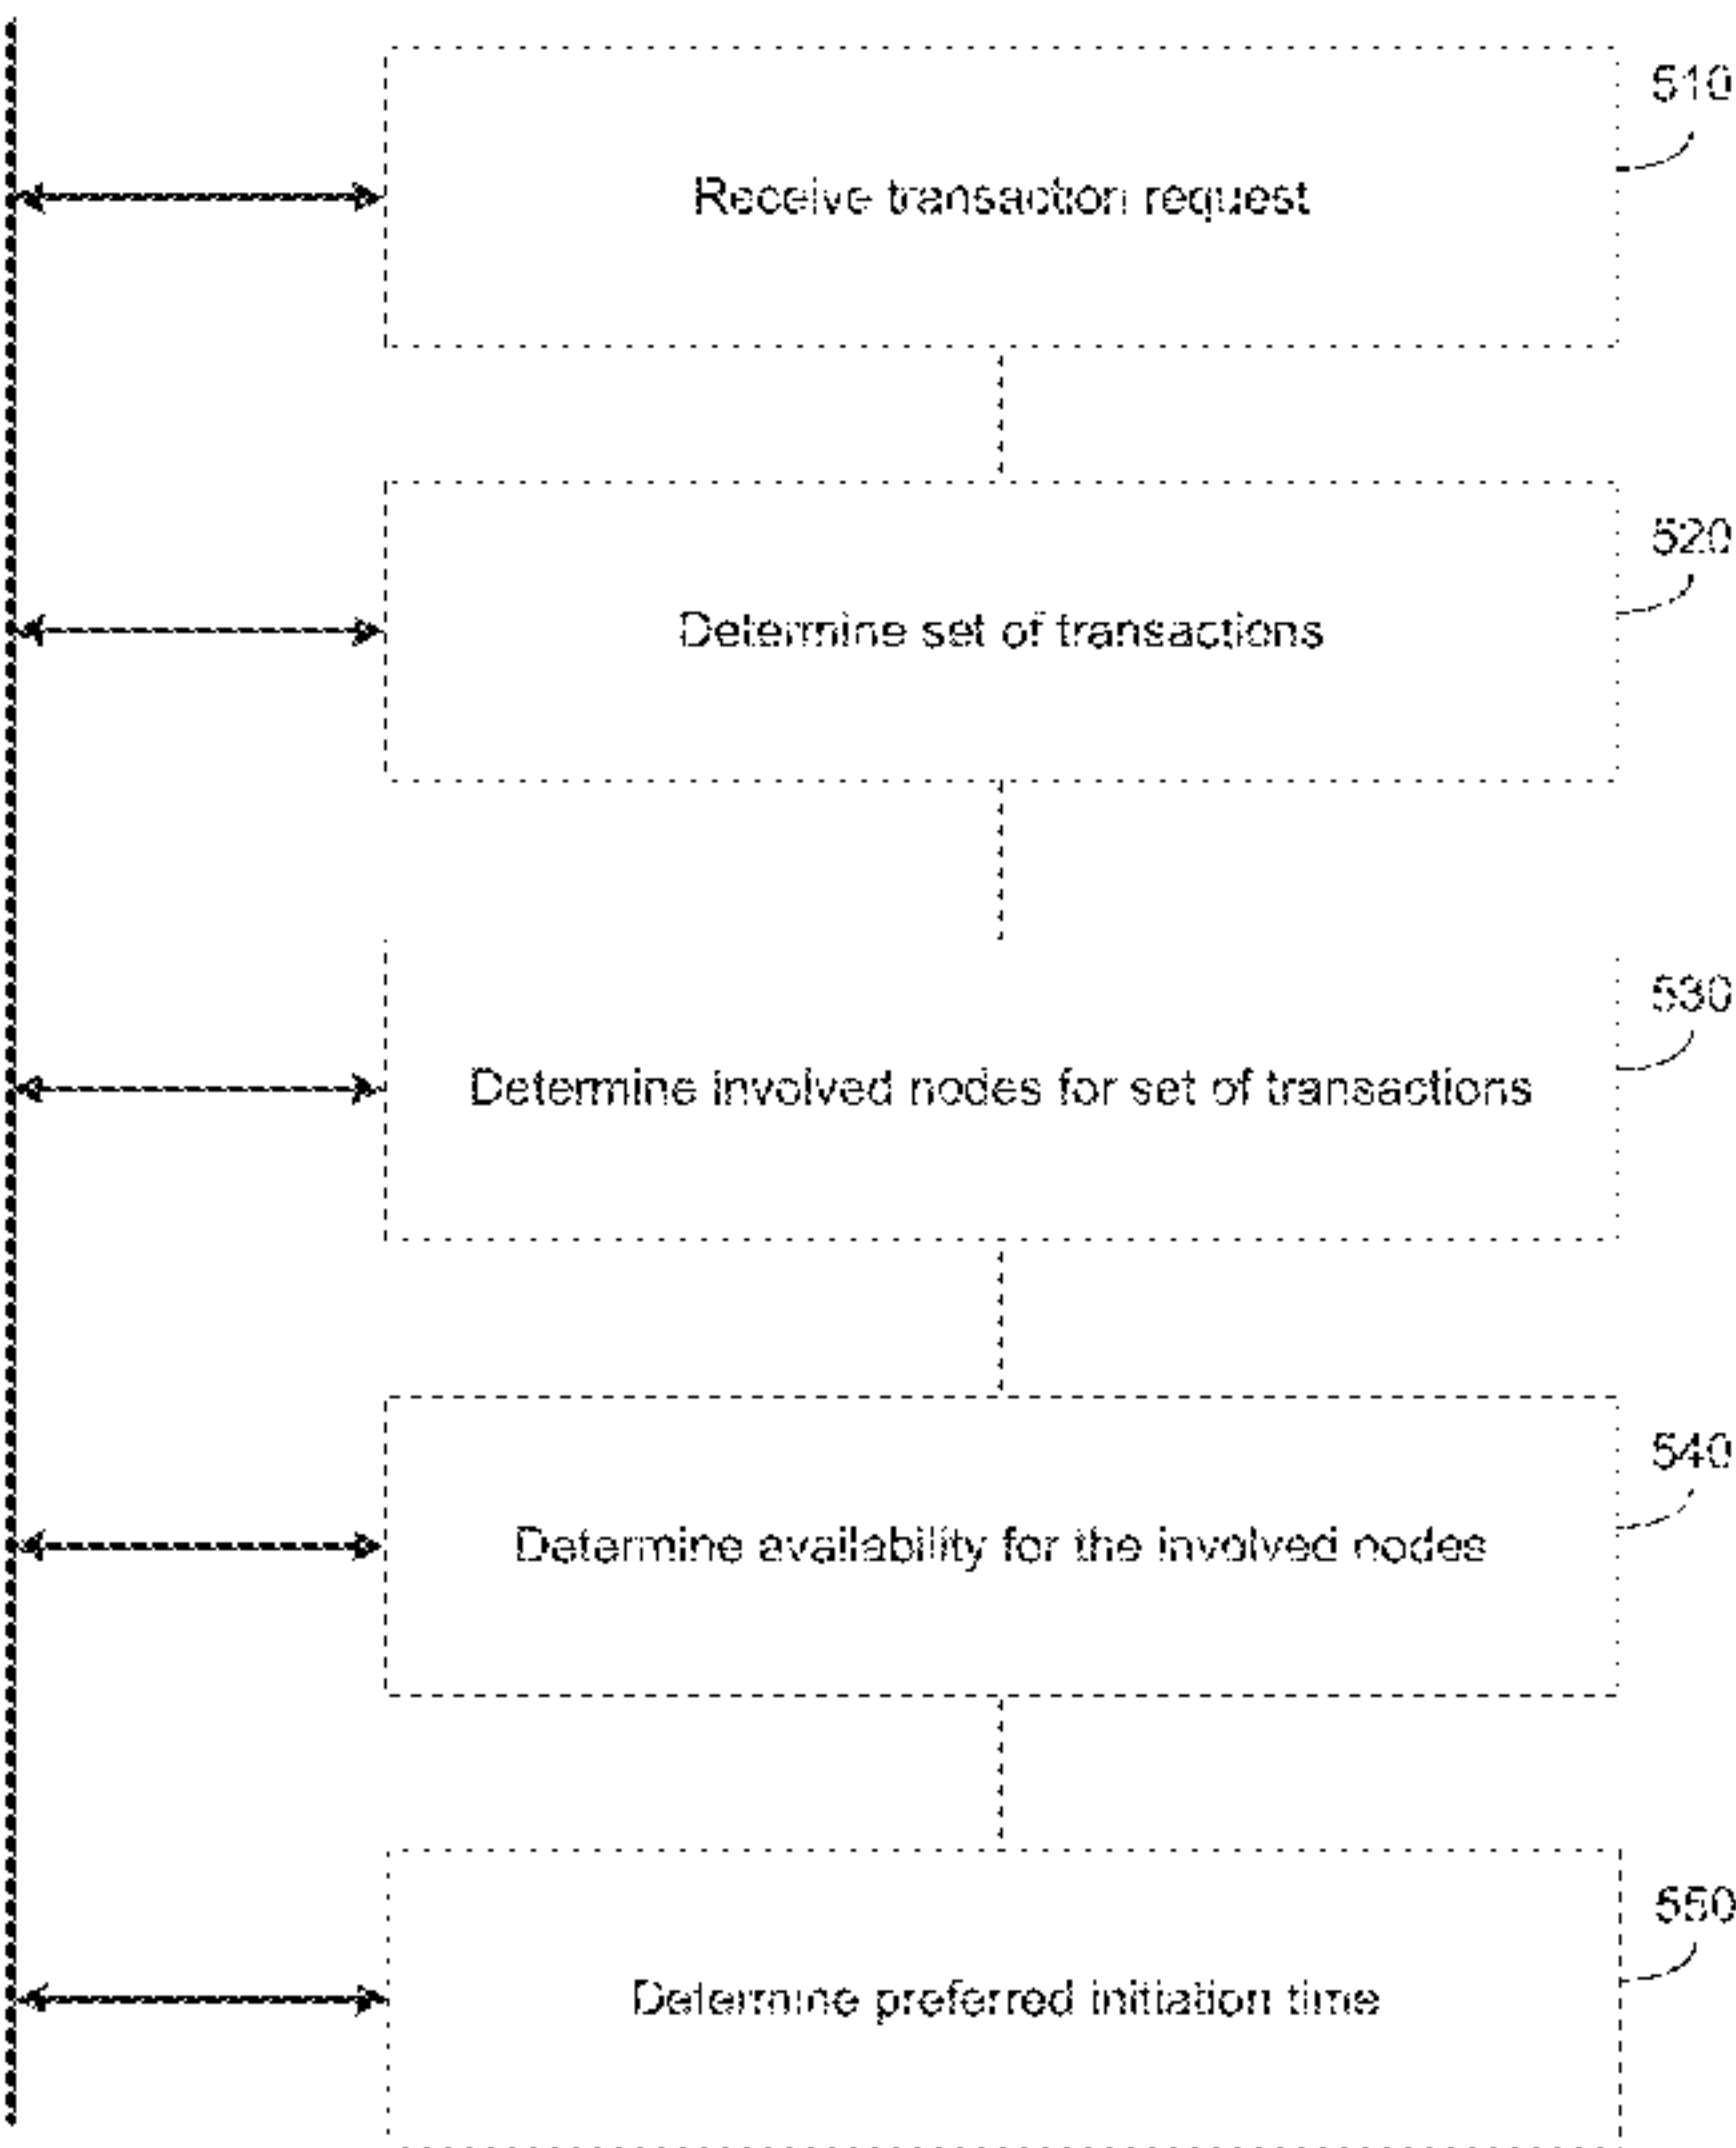 510
Receive transaction request
520
Determine set of transactions
530
Determine involved nodes for set of transactions
540
Determine availability for the involved nodes
550
Determine preferred initiation time